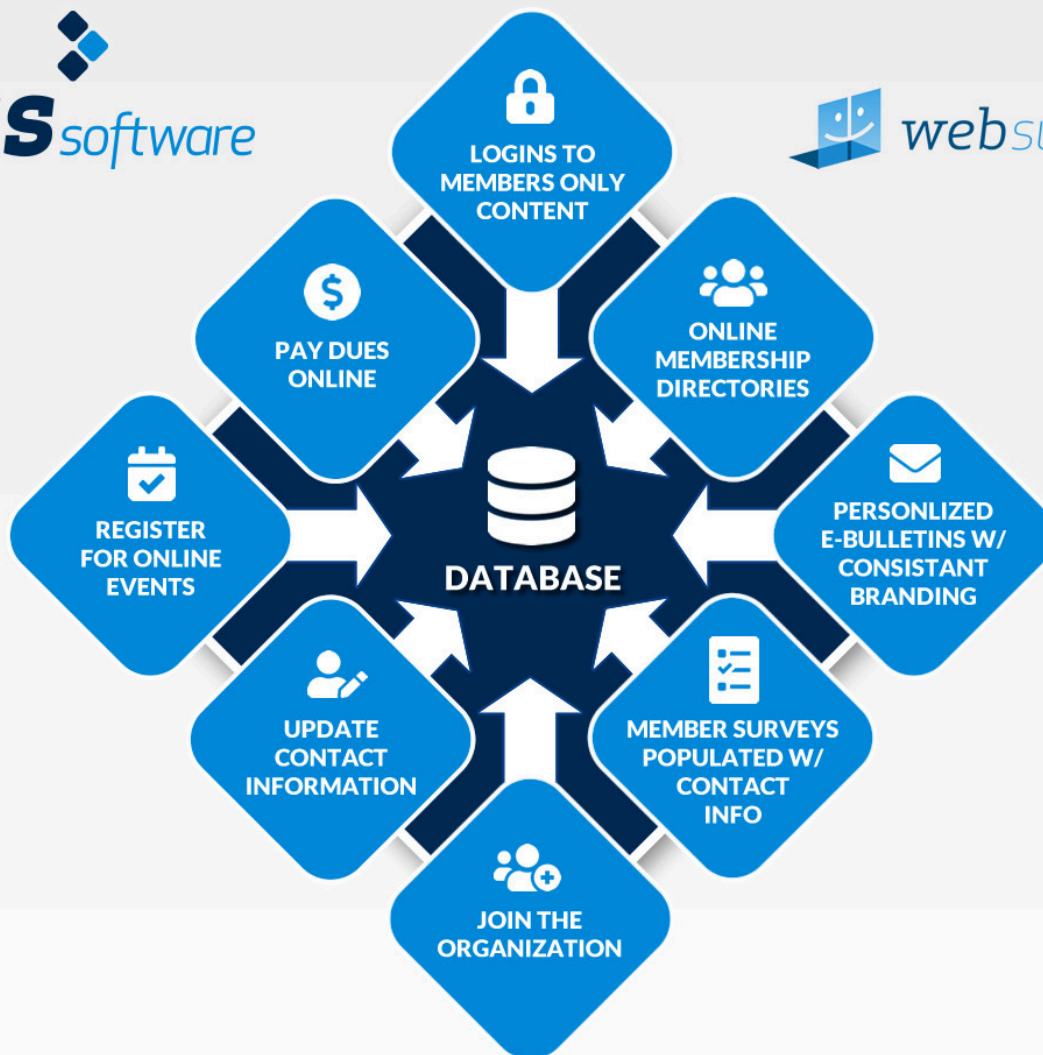 software
LOGINS TO
MEMBERS ONLY
CONTENT
PAY DUES
ONLINE
ONLINE
MEMBERSHIP
DIRECTORIES
REGISTER
FOR ONLINE
EVENTS
DATABASE
PERSONLIZED
E-BULLETINS W/
CONSISTANT
BRANDING
UPDATE
CONTACT
INFORMATION
MEMBER SURVEYS
POPULATED W/
CONTACT
INFO
JOIN THE
ORGANIZATION